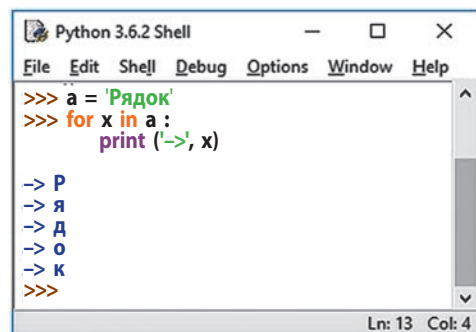 Python 3.6.2 Shell
File Edit Shell Debug Options Window Help
>>> a = 'Рядок'
>>> for x in a :
print ('–>', x)
–> Р
–> я
–> д
–> о
–> к
>>>
Ln: 13 Col: 4